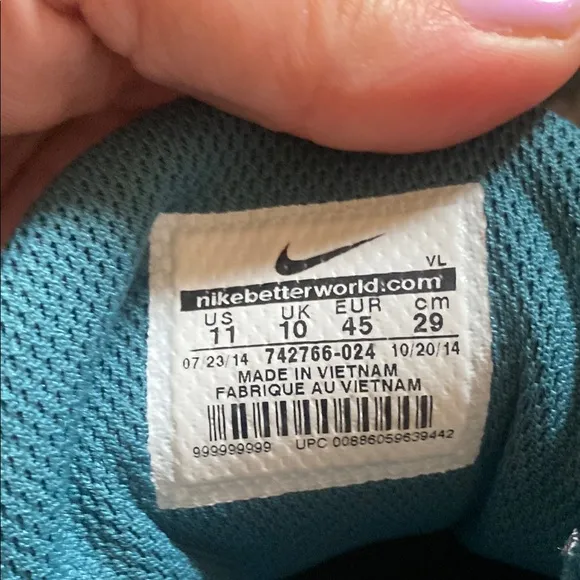 VL
nikebetterworld.com
US UK EUR cm
11 10 45 29
07/23/14 742766-024 10/20/14
MADE IN VIETNAM
FABRIQUE AU VIETNAM
999999999 UPC 00886059639442